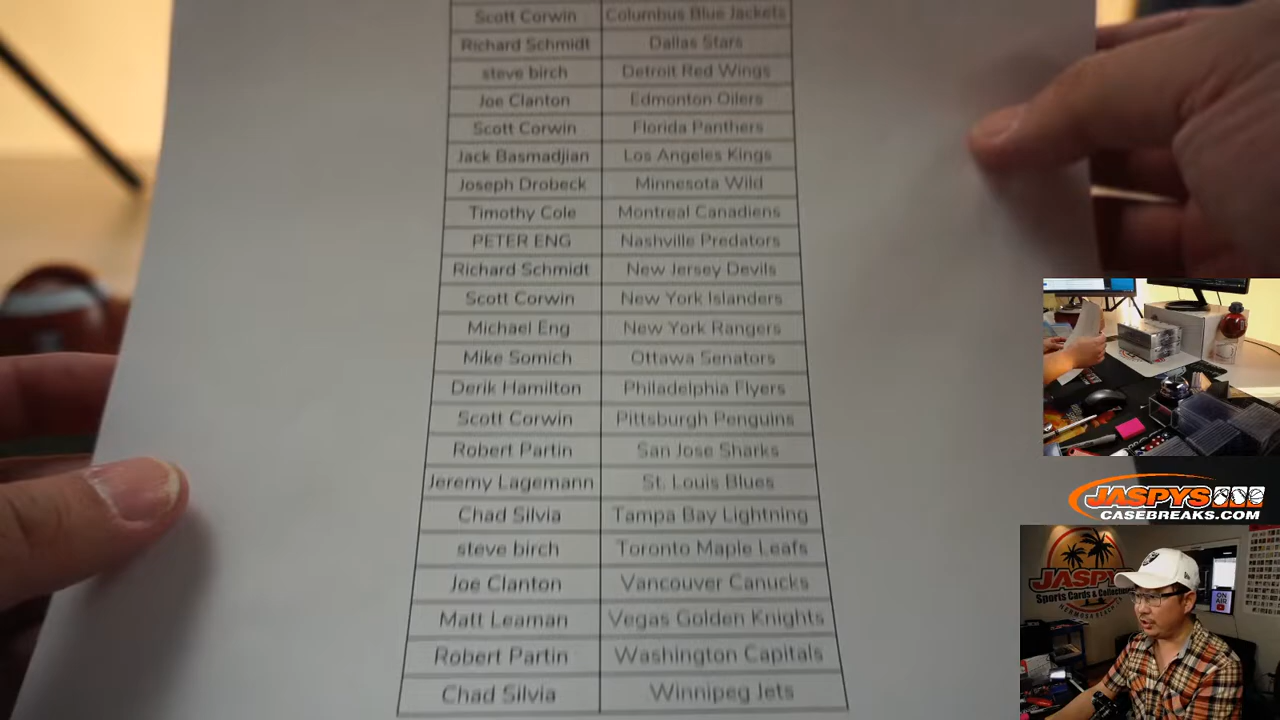 Scott Corwin Columbus Blue Jackets
Richard Schmidt Dallas Stars
steve birch Detroit Red Wings
Joe Clanton Edmonton Oilers
Scott Corwin Florida Panthers
Jack Basmadjian Los Angeles Kings
Joseph Drobeck Minnesota Wild
Timothy Cole Montreal Canadiens
PETER ENG Nashville Predators
Richard Schmidt New Jersey Devils
Scott Corwin New York Islanders
Michael Eng New York Rangers
Mike Somich Ottawa Senators
Derik Hamilton Philadelphia Flyers
Scott Corwin Pittsburgh Penguins
Robert Partin San Jose Sharks
Jeremy Lagemann St. Louis Blues
Chad Silvia Tampa Bay Lightning
steve birch Toronto Maple Leafs
Joe Clanton Vancouver Canucks
Matt Leaman Vegas Golden Knights
Robert Partin Washington Capitals
Chad Silvia Winnipeg Jets
JASPYS
CASEBREAKS.COM
JASPYS
Sports Cards & Collectibles
HERMOSA BEACH
ON
AIR